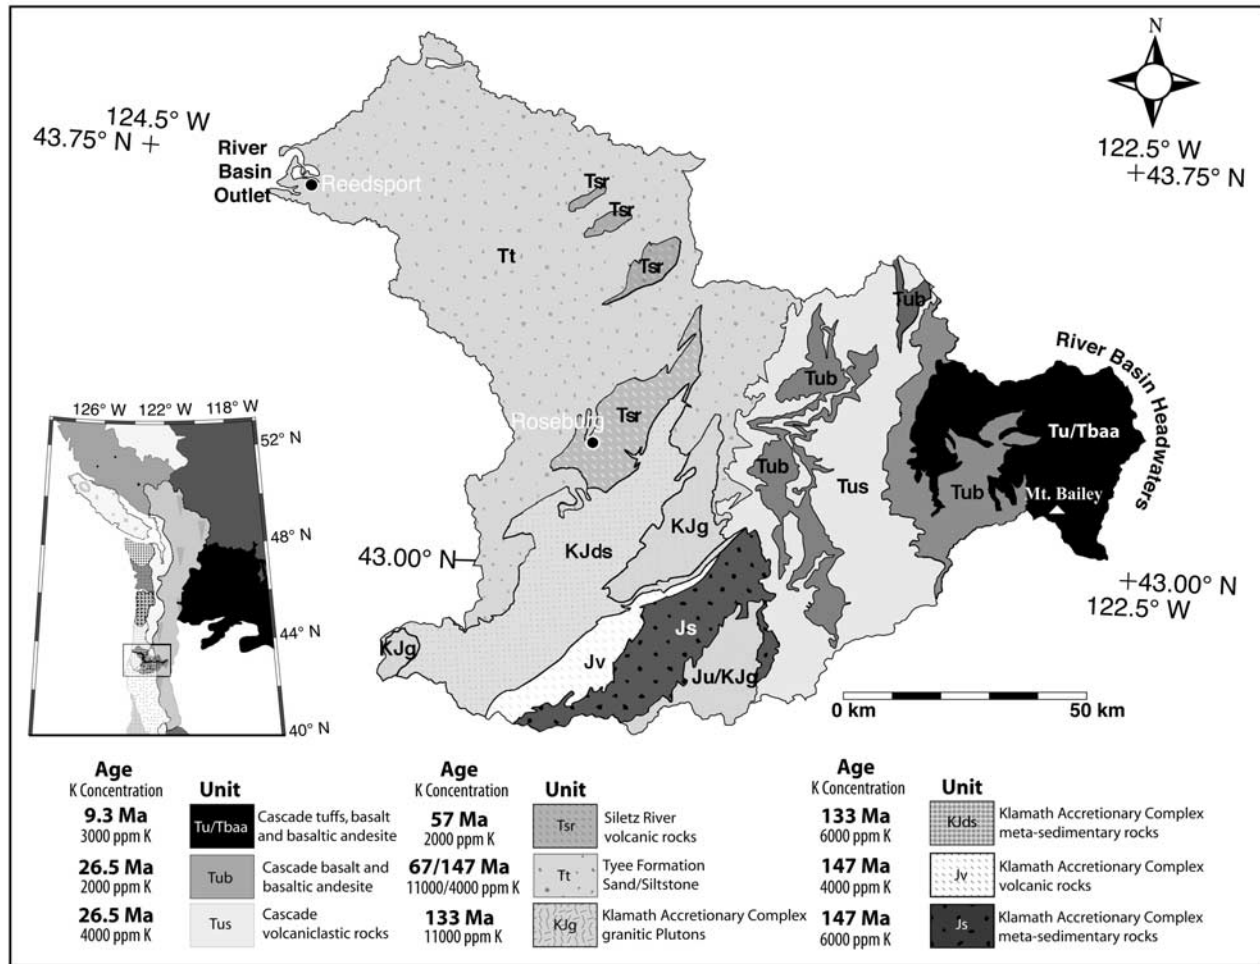 N
124.5° W
43.75° N +
River
Basin
Outlet
Reedsport
122.5° W
+43.75° N
Tsr
Tsr
Tsr
Tt
Tub
River Basin Headwaters
Tub
Tu/Tbaa
Roseburg
Tsr
Tub
Tus
Tub
Mt. Bailey
KJg
KJds
43.00° N
+43.00° N
122.5° W
Js
KJg
Jv
Ju/KJg
0 km
50 km
126° W
122° W
118° W
52° N
48° N
44° N
40° N
Age
K Concentration
Unit
9.3 Ma
3000 ppm K
Tu/Tbaa
Cascade tuffs, basalt
and basaltic andesite
26.5 Ma
2000 ppm K
Tub
Cascade basalt and
basaltic andesite
26.5 Ma
4000 ppm K
Tus
Cascade
volcaniclastic rocks
Age
K Concentration
Unit
57 Ma
2000 ppm K
Tsr
Siletz River
volcanic rocks
67/147 Ma
11000/4000 ppm K
Tt
Tyee Formation
Sand/Siltstone
133 Ma
11000 ppm K
KJg
Klamath Accretionary Complex
granitic Plutons
Age
K Concentration
Unit
133 Ma
6000 ppm K
KJds
Klamath Accretionary Complex
meta-sedimentary rocks
147 Ma
4000 ppm K
Jv
Klamath Accretionary Complex
volcanic rocks
147 Ma
6000 ppm K
Js
Klamath Accretionary Complex
meta-sedimentary rocks